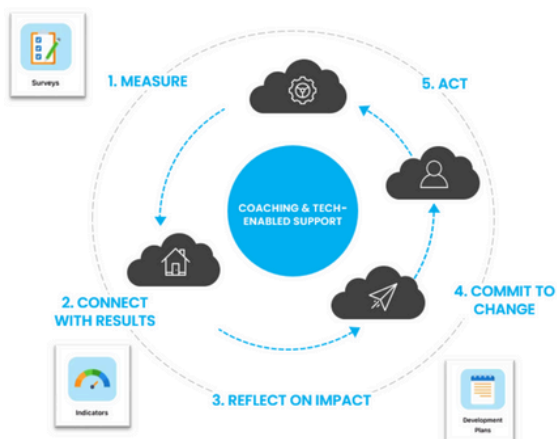 Surveys
1. MEASURE
5. ACT
COACHING & TECH-
ENABLED SUPPORT
2. CONNECT
WITH RESULTS
4. COMMIT TO
CHANGE
3. REFLECT ON IMPACT
Indicators
Development
Plans